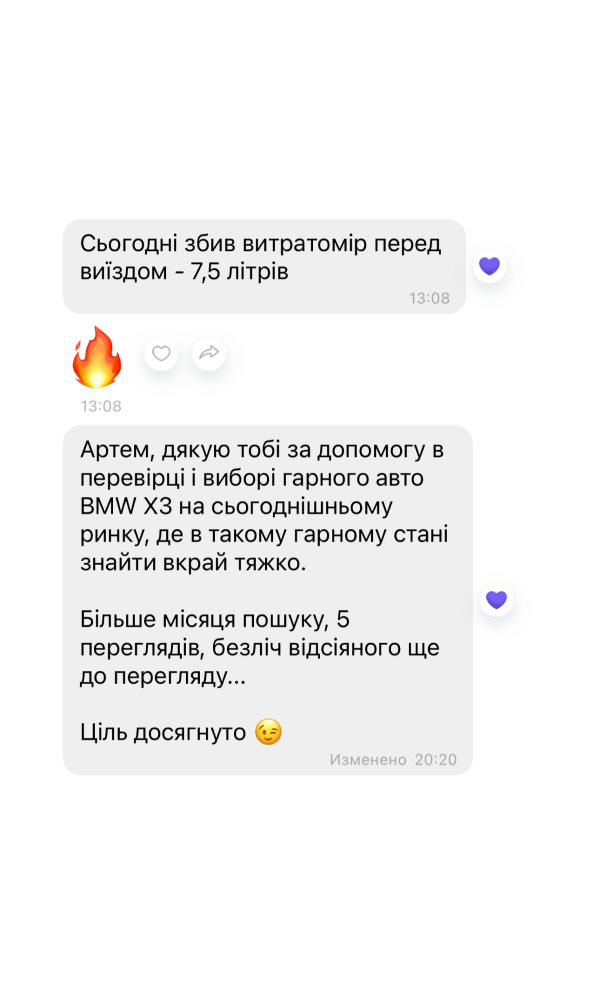 Сьогодні збив витратомір перед
виїздом - 7,5 літрів
13:08
🔥
13:08
Артем, дякую тобі за допомогу в
перевірці і виборі гарного авто
BMW X3 на сьогоднішньому
ринку, де в такому гарному стані
знайти вкрай тяжко.
Більше місяця пошуку, 5
переглядів, безліч відсіяного ще
до перегляду...
Ціль досягнуто 😉
Изменено 20:20